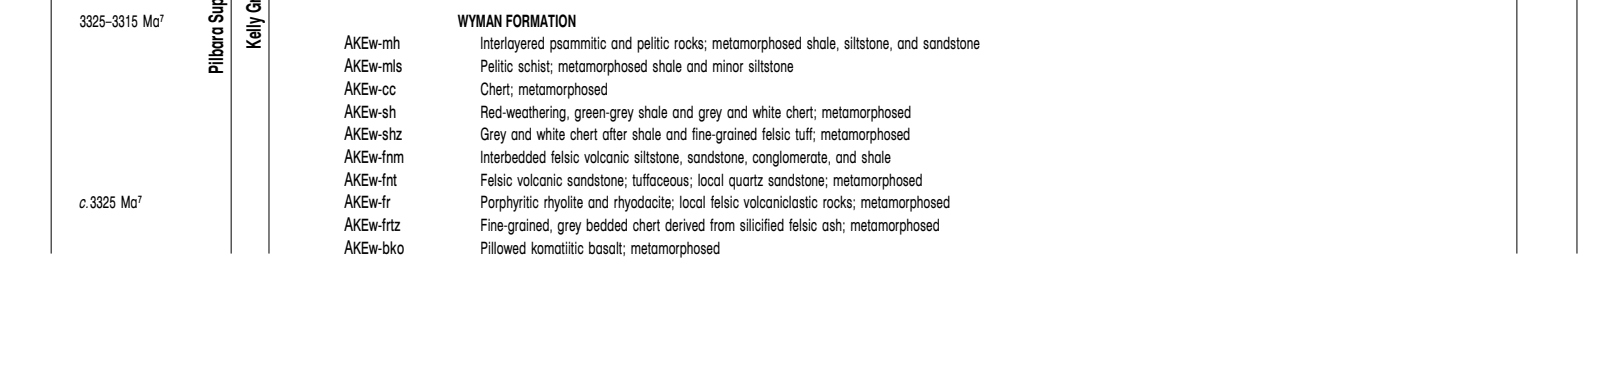 3325–3315 Ma⁷ WYMAN FORMATION
AKEw-mh Interlayered psammitic and pelitic rocks; metamorphosed shale, siltstone, and sandstone
AKEw-mls Pelitic schist; metamorphosed shale and minor siltstone
AKEw-cc Chert; metamorphosed
AKEw-sh Red-weathering, green-grey shale and grey and white chert; metamorphosed
AKEw-shz Grey and white chert after shale and fine-grained felsic tuff; metamorphosed
AKEw-fnm Interbedded felsic volcanic siltstone, sandstone, conglomerate, and shale
AKEw-fnt Felsic volcanic sandstone; tuffaceous; local quartz sandstone; metamorphosed
c.3325 Ma⁷ AKEw-fr Porphyritic rhyolite and rhyodacite; local felsic volcaniclastic rocks; metamorphosed
AKEw-frtz Fine-grained, grey bedded chert derived from silicified felsic ash; metamorphosed
AKEw-bko Pillowed komatiitic basalt; metamorphosed
Pilbara Sup
Kelly Gr